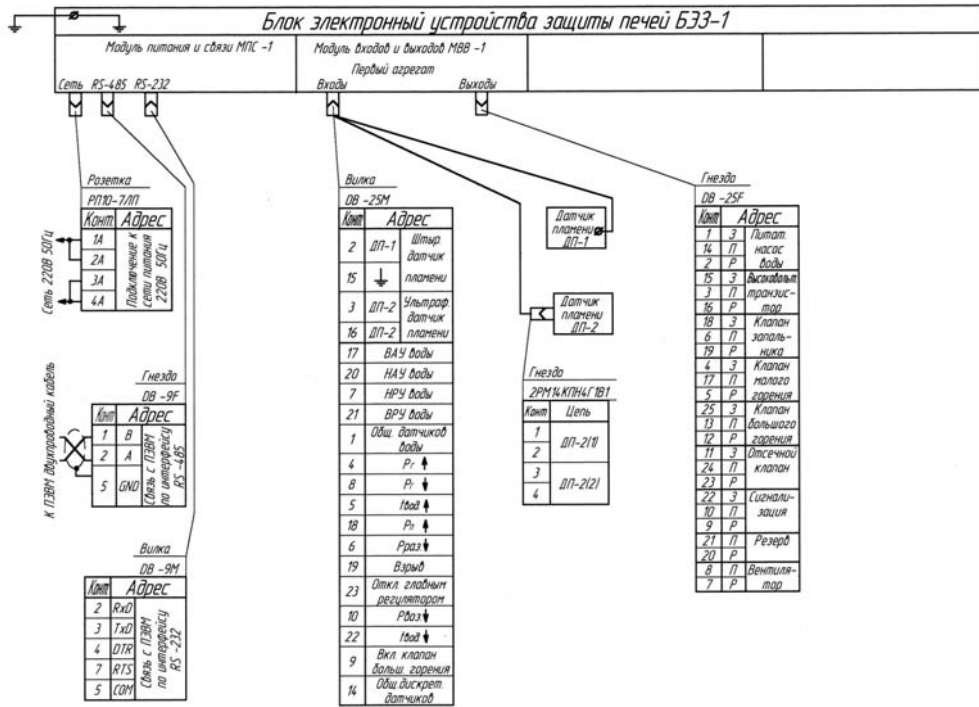 Блок электронный устройства защиты печей БЭЗ-1
Модуль питания и связи МПС -1
Модуль входов и выходов МВВ -1
Первый агрегат
Сеть RS-485 RS-232
Входы
Выходы
Розетка
РП10-7ЛП
Конт Адрес
1А
2А
3А
4А
Подключение к
сети питания
220В 50Гц
Сеть 220В 50Гц
Гнездо
DB -9F
Конт Адрес
1 В
2 А
5 GND
Связь с ПЭВМ
по интерфейсу
RS -485
К ПЭВМ двухпроводный кабель
Вилка
DB -9М
Конт Адрес
2 RxD
3 TxD
4 DTR
7 RTS
5 COM
Связь с ПЭВМ
по интерфейсу
RS -232
Вилка
DB -25М
Конт Адрес
2 ДП-1 Штыр.
датчик
15 пламени
3 ДП-2 Ультраф.
датчик
16 ДП-2 пламени
17 ВАУ воды
20 НАУ воды
7 НРУ воды
21 ВРУ воды
1 Общ. датчиков
воды
4 Рг ↑
8 Рг ↓
5 tвод ↑
18 Рп ↑
6 Рраз.↓
19 Взрыв
23 Откл. главным
регулятором
10 Рвоз.↓
22 tвод ↓
9 Вкл. клапан
больш. горения
14 Общ.дискрет.
датчиков
Датчик
пламени
ДП-1
Датчик
пламени
ДП-2
Гнездо
2РМ14КПН4Г1В1
Конт Цепь
1
2
ДП-2(1)
3
4
ДП-2(2)
Гнездо
DB -25F
Конт Адрес
1 З Питат.
14 П насос
2 Р воды
15 З Высоковольт.
3 П транзис-
16 Р тор
18 З Клапан
6 П запаль-
19 Р ника
4 З Клапан
17 П малого
5 Р горения
25 З Клапан
13 П большого
12 Р горения
11 З Отсечной
24 П клапан
23 Р
22 З Сигнали-
10 П зация
9 Р
21 П Резерв
20 Р
8 П Вентиля-
7 Р тор